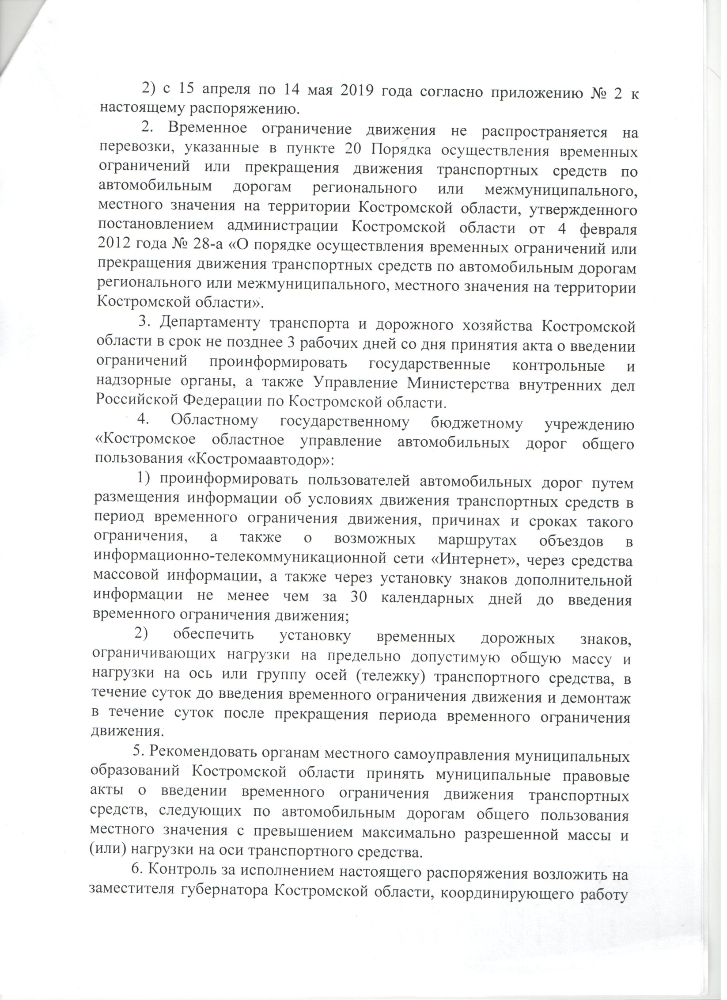 2) с 15 апреля по 14 мая 2019 года согласно приложению № 2 к
настоящему распоряжению.
2. Временное ограничение движения не распространяется на
перевозки, указанные в пункте 20 Порядка осуществления временных
ограничений или прекращения движения транспортных средств по
автомобильным дорогам регионального или межмуниципального,
местного значения на территории Костромской области, утвержденного
постановлением администрации Костромской области от 4 февраля
2012 года № 28-а «О порядке осуществления временных ограничений или
прекращения движения транспортных средств по автомобильным дорогам
регионального или межмуниципального, местного значения на территории
Костромской области».
3. Департаменту транспорта и дорожного хозяйства Костромской
области в срок не позднее 3 рабочих дней со дня принятия акта о введении
ограничений проинформировать государственные контрольные и
надзорные органы, а также Управление Министерства внутренних дел
Российской Федерации по Костромской области.
4. Областному государственному бюджетному учреждению
«Костромское областное управление автомобильных дорог общего
пользования «Костромаавтодор»:
1) проинформировать пользователей автомобильных дорог путем
размещения информации об условиях движения транспортных средств в
период временного ограничения движения, причинах и сроках такого
ограничения, а также о возможных маршрутах объездов в
информационно-телекоммуникационной сети «Интернет», через средства
массовой информации, а также через установку знаков дополнительной
информации не менее чем за 30 календарных дней до введения
временного ограничения движения;
2) обеспечить установку временных дорожных знаков,
ограничивающих нагрузки на предельно допустимую общую массу и
нагрузки на ось или группу осей (тележку) транспортного средства, в
течение суток до введения временного ограничения движения и демонтаж
в течение суток после прекращения периода временного ограничения
движения.
5. Рекомендовать органам местного самоуправления муниципальных
образований Костромской области принять муниципальные правовые
акты о введении временного ограничения движения транспортных
средств, следующих по автомобильным дорогам общего пользования
местного значения с превышением максимально разрешенной массы и
(или) нагрузки на оси транспортного средства.
6. Контроль за исполнением настоящего распоряжения возложить на
заместителя губернатора Костромской области, координирующего работу